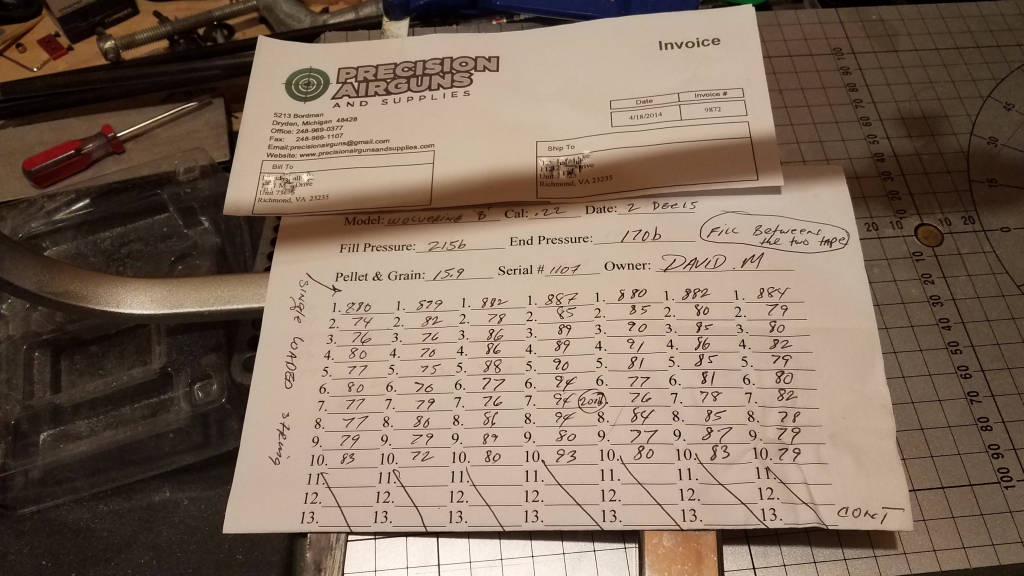 Invoice
PRECISION
AIRGUNS
AND SUPPLIES
5213 Bordman
Dryden, Michigan 48428
Office: 248-969-0377
Fax: 248-969-1107
Email:precisionairguns@gmail.com
Website: www.precisionairgunsandsupplies.com
Date Invoice #
4/18/2014 9872
Bill To
Richmond, VA 23235
Ship To
Richmond, VA 23235
Model: WOLVERINE B Cal: .22 Date: 2 DEC15
Fill Pressure: 215b End Pressure: 170b
FILL BETWEEN
the two tape
Pellet & Grain: 15.9 Serial # 1107 Owner: DAVID.M
SINGLE LOADED string
1. 880 1. 879 1. 882 1. 887 1. 880 1. 882 1. 884
2. 74 2. 82 2. 78 2. 85 2. 85 2. 80 2. 79
3. 76 3. 76 3. 86 3. 89 3. 90 3. 85 3. 80
4. 80 4. 70 4. 86 4. 89 4. 91 4. 86 4. 82
5. 77 5. 75 5. 88 5. 90 5. 81 5. 85 5. 79
6. 80 6. 76 6. 77 6. 94 6. 77 6. 81 6. 80
7. 77 7. 79 7. 76 7. 94 7. 76 7. 78 7. 82
8. 77 8. 80 8. 86 8. 94 8. 84 8. 85 8. 78
9. 79 9. 79 9. 89 9. 80 9. 77 9. 87 9. 79
10. 83 10. 72 10. 80 10. 93 10. 80 10. 83 10. 79
11. 11. 11. 11. 11. 11. 11.
12. 12. 12. 12. 12. 12. 12.
13. 13. 13. 13. 13. 13. 13.
CONT